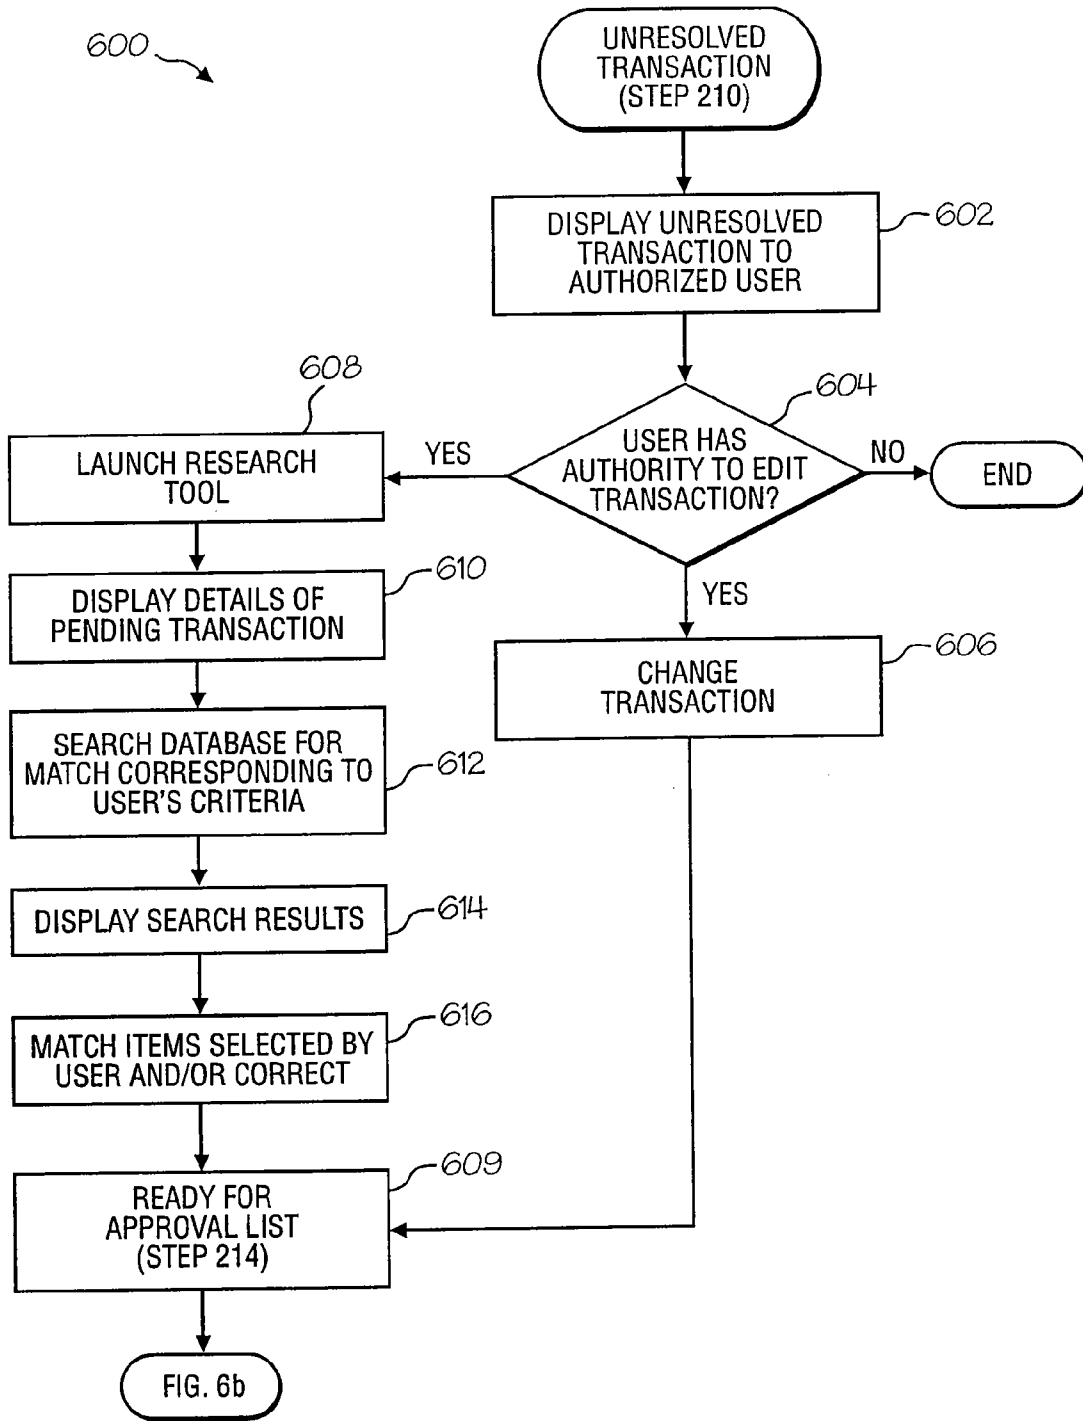 600
UNRESOLVED
TRANSACTION
(STEP 210)
602
DISPLAY UNRESOLVED
TRANSACTION TO
AUTHORIZED USER
604
USER HAS
AUTHORITY TO EDIT
TRANSACTION?
NO
END
YES
608
LAUNCH RESEARCH
TOOL
610
DISPLAY DETAILS OF
PENDING TRANSACTION
YES
606
CHANGE
TRANSACTION
612
SEARCH DATABASE FOR
MATCH CORRESPONDING TO
USER'S CRITERIA
614
DISPLAY SEARCH RESULTS
616
MATCH ITEMS SELECTED BY
USER AND/OR CORRECT
609
READY FOR
APPROVAL LIST
(STEP 214)
FIG. 6b